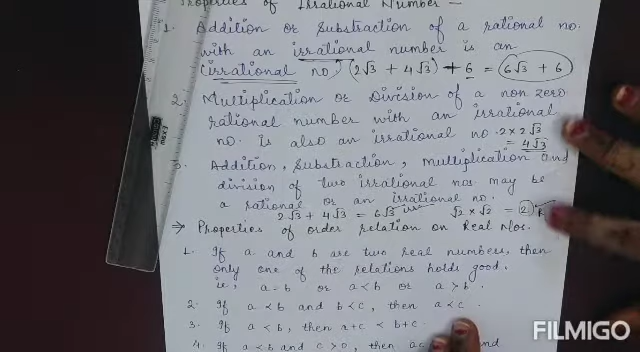 Properties of Irrational Number -
1. Addition or Substraction of a rational no.
with an irrational number is an
irrational no (2√3 + 4√3) + 6 = 6√3 + 6
2. Multiplication or Division of a non zero
rational number with an irrational
no. is also an irrational no. 2 × 2√3
= 4√3
3. Addition, Substraction, multiplication and
division of two irrational nos may be
a rational or an irrational no.
2√3 + 4√3 = 6√3 √2 × √2 = 2
⇒ Properties of order relation on Real Nos.
1. If a and b are two real numbers, then
only one of the relations holds good.
ie, a = b or a < b or a > b.
2. If a < b and b < c, then a < c.
3. If a < b, then a+c < b+c.
4. If a < b and c > 0, then ac and
FILMIGO